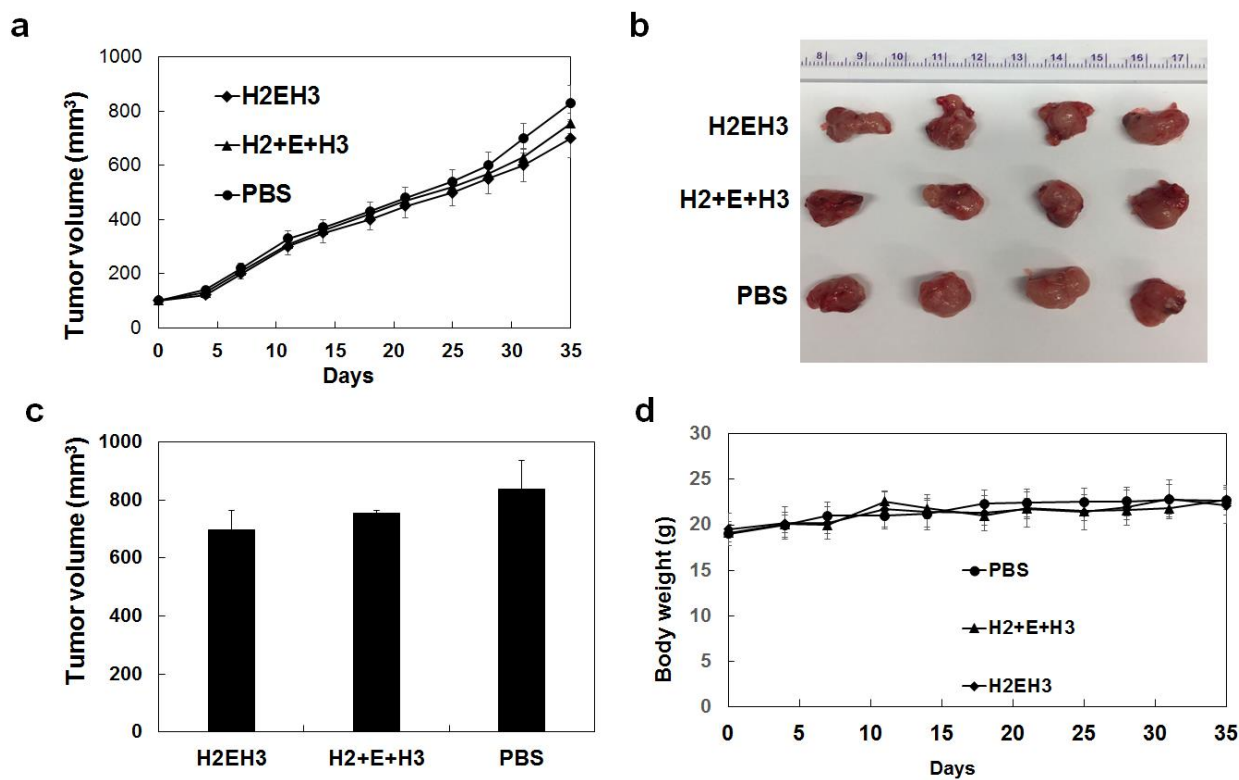 a
1000
800
600
400
200
0
Tumor volume (mm³)
H2EH3
H2+E+H3
PBS
0 5 10 15 20 25 30 35
Days
b
8 9 10 11 12 13 14 15 16 17
H2EH3
H2+E+H3
PBS
c
1000
800
600
400
200
0
Tumor volume (mm³)
H2EH3 H2+E+H3 PBS
d
30
25
20
15
10
5
0
Body weight (g)
PBS
H2+E+H3
H2EH3
0 5 10 15 20 25 30 35
Days